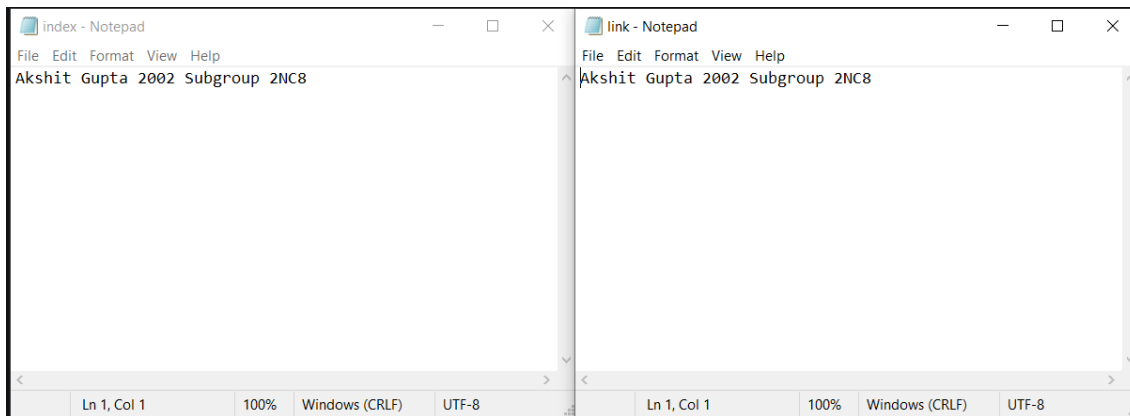 index - Notepad
File Edit Format View Help
Akshit Gupta 2002 Subgroup 2NC8
Ln 1, Col 1 100% Windows (CRLF) UTF-8
link - Notepad
File Edit Format View Help
Akshit Gupta 2002 Subgroup 2NC8
Ln 1, Col 1 100% Windows (CRLF) UTF-8